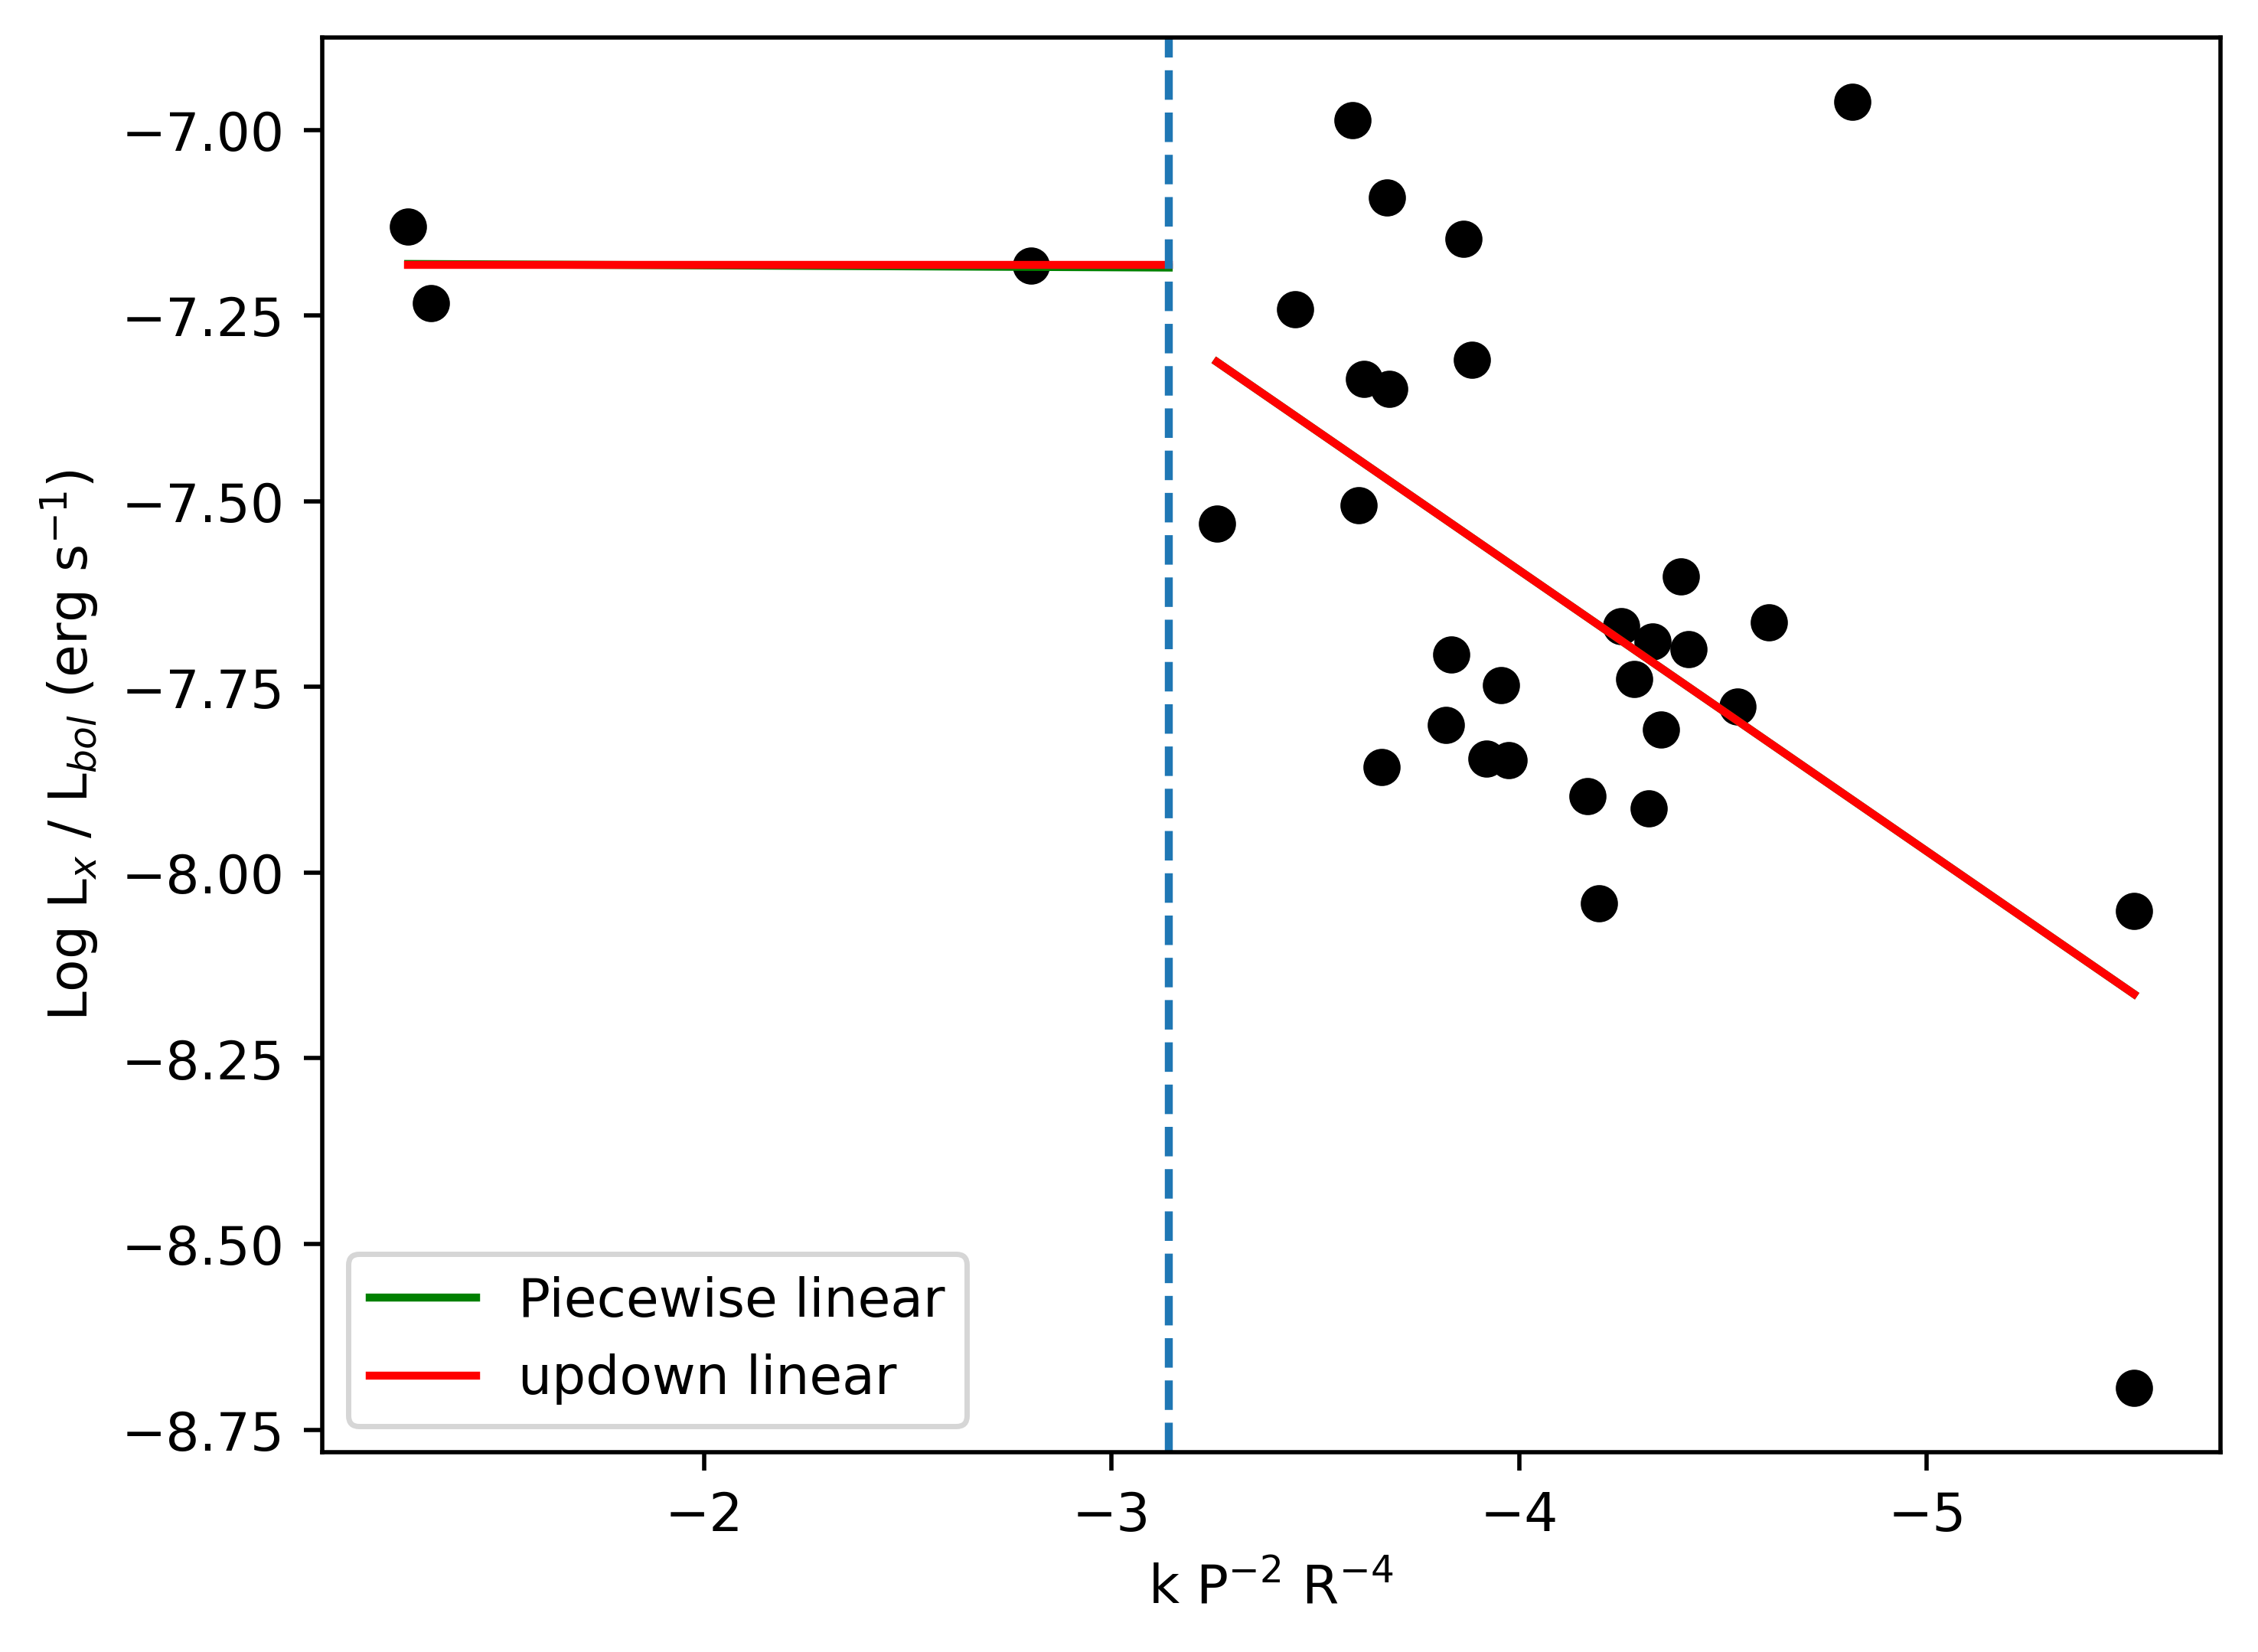 Log Lx / Lbol (erg s⁻¹)
−7.00
−7.25
−7.50
−7.75
−8.00
−8.25
−8.50
−8.75
Piecewise linear
updown linear
−2 −3 −4 −5
k P⁻² R⁻⁴